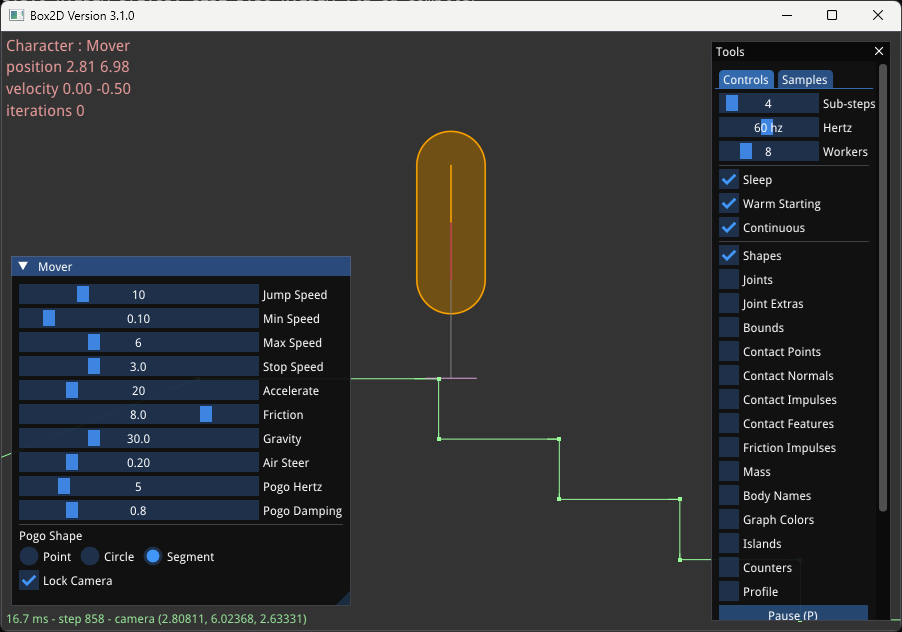 Box2D Version 3.1.0
Character : Mover
position 2.81 6.98
velocity 0.00 -0.50
iterations 0
Mover
10 Jump Speed
0.10 Min Speed
6 Max Speed
3.0 Stop Speed
20 Accelerate
8.0 Friction
30.0 Gravity
0.20 Air Steer
5 Pogo Hertz
0.8 Pogo Damping
Pogo Shape
Point Circle Segment
Lock Camera
16.7 ms - step 858 - camera (2.80811, 6.02368, 2.63331)
Tools
Controls Samples
4 Sub-steps
60 hz Hertz
8 Workers
Sleep
Warm Starting
Continuous
Shapes
Joints
Joint Extras
Bounds
Contact Points
Contact Normals
Contact Impulses
Contact Features
Friction Impulses
Mass
Body Names
Graph Colors
Islands
Counters
Profile
Pause (P)